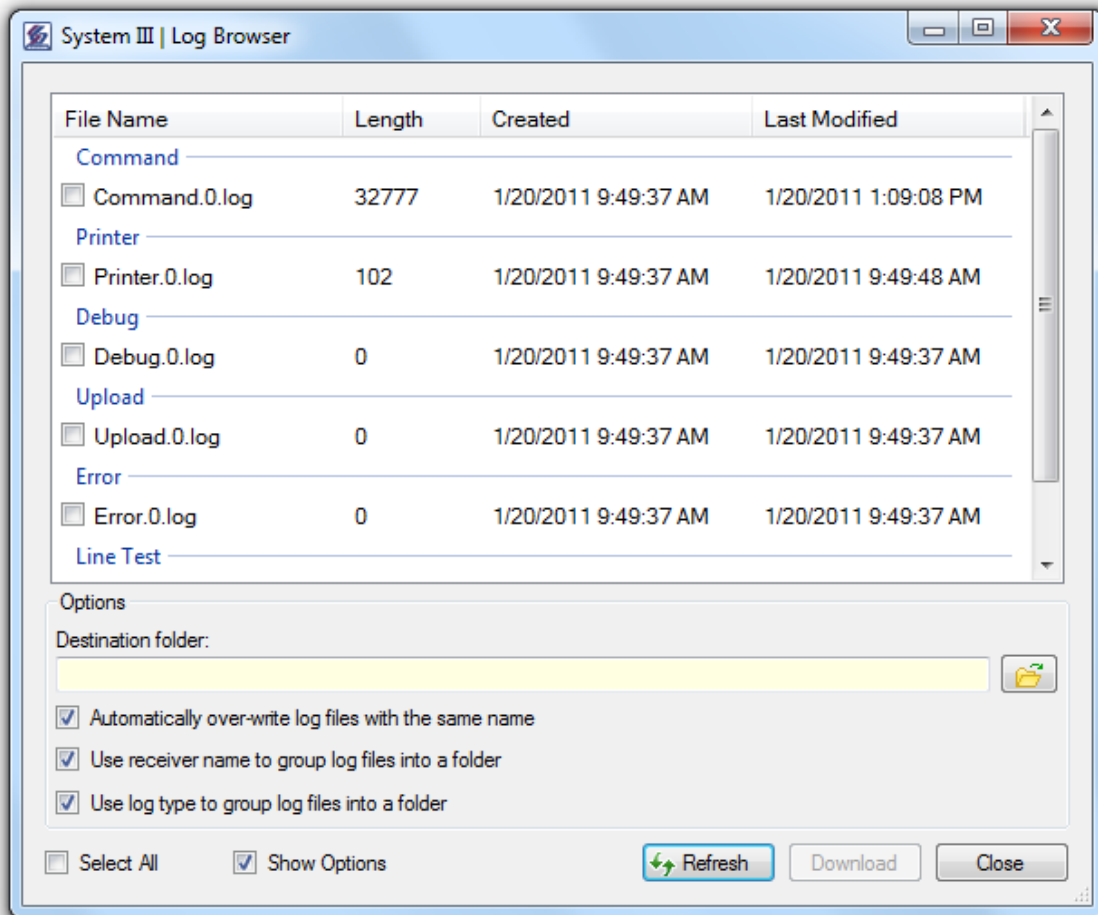 System III | Log Browser
File Name Length Created Last Modified
Command
Command.0.log 32777 1/20/2011 9:49:37 AM 1/20/2011 1:09:08 PM
Printer
Printer.0.log 102 1/20/2011 9:49:37 AM 1/20/2011 9:49:48 AM
Debug
Debug.0.log 0 1/20/2011 9:49:37 AM 1/20/2011 9:49:37 AM
Upload
Upload.0.log 0 1/20/2011 9:49:37 AM 1/20/2011 9:49:37 AM
Error
Error.0.log 0 1/20/2011 9:49:37 AM 1/20/2011 9:49:37 AM
Line Test
Options
Destination folder:
Automatically over-write log files with the same name
Use receiver name to group log files into a folder
Use log type to group log files into a folder
Select All Show Options Refresh Download Close